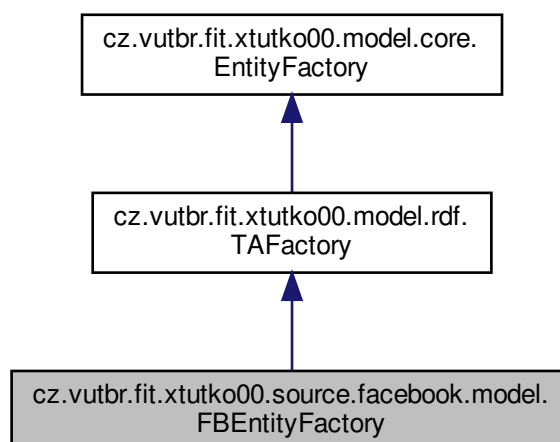 cz.vutbr.fit.xtutko00.model.core.
EntityFactory
cz.vutbr.fit.xtutko00.model.rdf.
TAFactory
cz.vutbr.fit.xtutko00.source.facebook.model.
FBEntityFactory